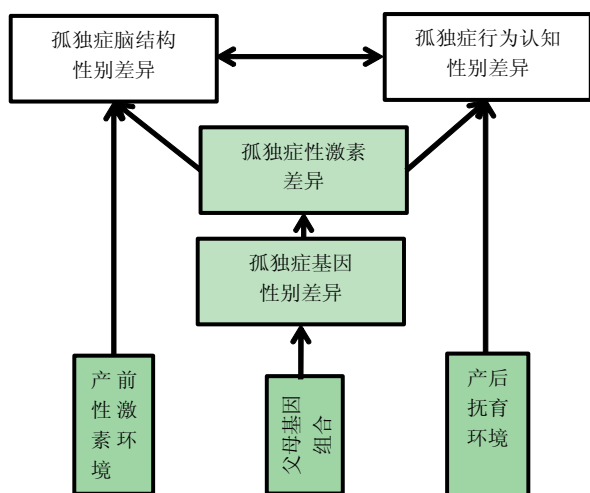 孤独症脑结构
性别差异
孤独症行为认知
性别差异
孤独症性激素
差异
孤独症基因
性别差异
产前
性激
素环
境
父母基因
组合
产后
抚育
环境